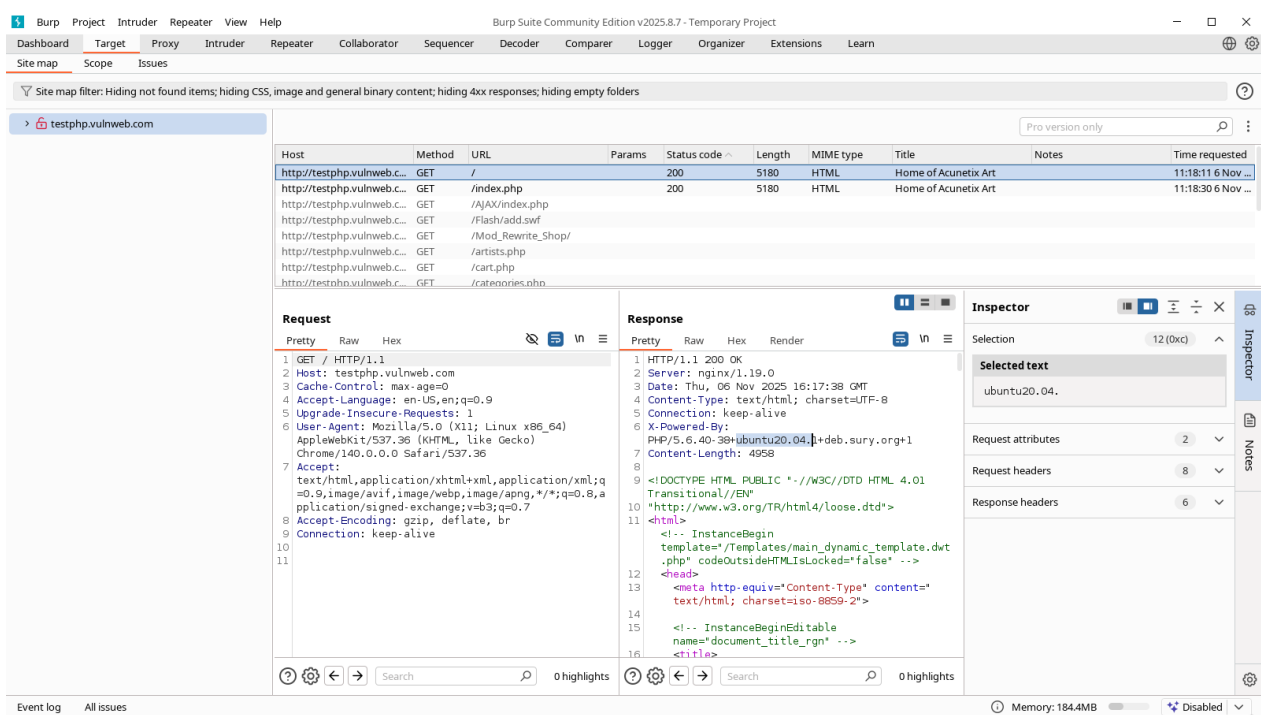 Burp Project Intruder Repeater View Help Burp Suite Community Edition v2025.8.7 - Temporary Project
Dashboard Target Proxy Intruder Repeater Collaborator Sequencer Decoder Comparer Logger Organizer Extensions Learn
Site map Scope Issues
Site map filter: Hiding not found items; hiding CSS, image and general binary content; hiding 4xx responses; hiding empty folders
testphp.vulnweb.com
Pro version only
Host Method URL Params Status code Length MIME type Title Notes Time requested
http://testphp.vulnweb.c... GET / 200 5180 HTML Home of Acunetix Art 11:18:11 6 Nov ...
http://testphp.vulnweb.c... GET /index.php 200 5180 HTML Home of Acunetix Art 11:18:30 6 Nov ...
http://testphp.vulnweb.c... GET /AJAX/index.php
http://testphp.vulnweb.c... GET /Flash/add.swf
http://testphp.vulnweb.c... GET /Mod_Rewrite_Shop/
http://testphp.vulnweb.c... GET /artists.php
http://testphp.vulnweb.c... GET /cart.php
http://testphp.vulnweb.c... GET /categories.php
Request
Pretty Raw Hex \n
1 GET / HTTP/1.1
2 Host: testphp.vulnweb.com
3 Cache-Control: max-age=0
4 Accept-Language: en-US,en;q=0.9
5 Upgrade-Insecure-Requests: 1
6 User-Agent: Mozilla/5.0 (X11; Linux x86_64)
AppleWebKit/537.36 (KHTML, like Gecko)
Chrome/140.0.0.0 Safari/537.36
7 Accept:
text/html,application/xhtml+xml,application/xml;q
=0.9,image/avif,image/webp,image/apng,*/*;q=0.8,a
pplication/signed-exchange;v=b3;q=0.7
8 Accept-Encoding: gzip, deflate, br
9 Connection: keep-alive
10
11
Search 0 highlights
Response
Pretty Raw Hex Render \n
1 HTTP/1.1 200 OK
2 Server: nginx/1.19.0
3 Date: Thu, 06 Nov 2025 16:17:38 GMT
4 Content-Type: text/html; charset=UTF-8
5 Connection: keep-alive
6 X-Powered-By:
PHP/5.6.40-38+ubuntu20.04.1+deb.sury.org+1
7 Content-Length: 4958
8
9 <!DOCTYPE HTML PUBLIC "-//W3C//DTD HTML 4.01
Transitional//EN"
10 "http://www.w3.org/TR/html4/loose.dtd">
11 <html>
<!-- InstanceBegin
template="/Templates/main_dynamic_template.dwt
.php" codeOutsideHTMLIsLocked="false" -->
12 <head>
13 <meta http-equiv="Content-Type" content="
text/html; charset=iso-8859-2">
14
15 <!-- InstanceBeginEditable
name="document_title_rgn" -->
16 <title>
Search 0 highlights
Inspector
Selection 12 (0xc)
Selected text
ubuntu20.04.
Request attributes 2
Request headers 8
Response headers 6
Inspector
Notes
Event log All issues Memory: 184.4MB Disabled